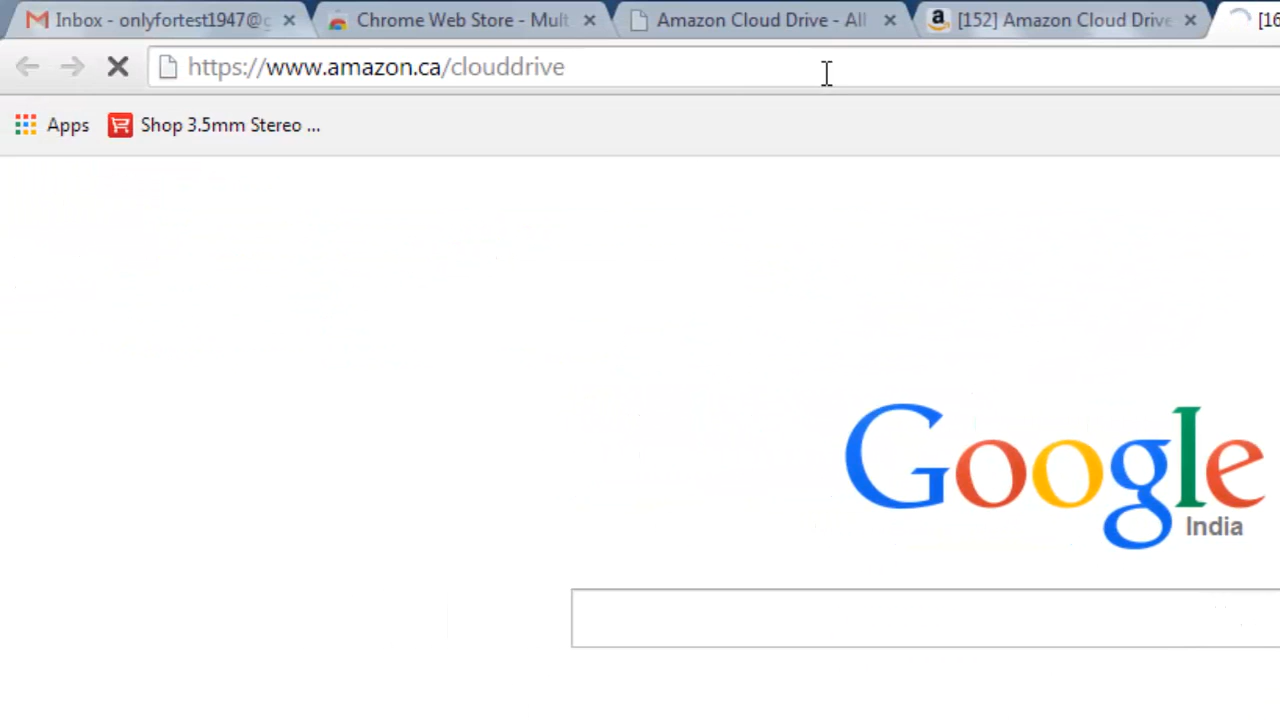 Inbox - onlyfortest1947@g
Chrome Web Store - Mult
Amazon Cloud Drive - All
[152] Amazon Cloud Drive
[16
https://www.amazon.ca/clouddrive
Apps
Shop 3.5mm Stereo ...
Google
India